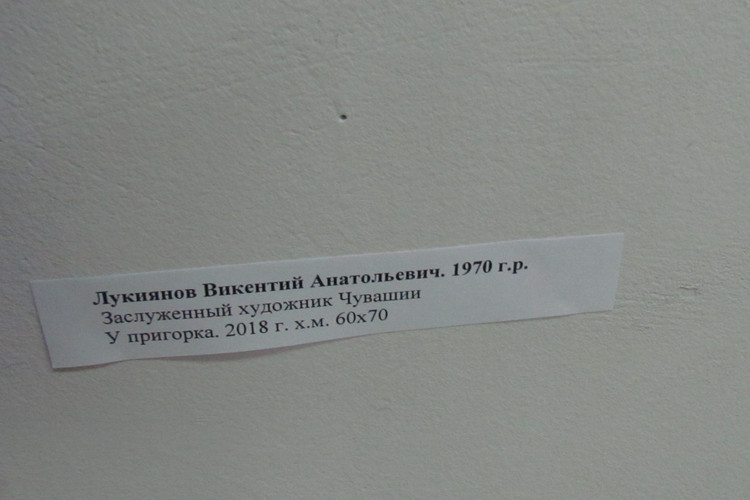 Лукиянов Викентий Анатольевич. 1970 г.р.
Заслуженный художник Чувашии
У пригорка. 2018 г. х.м. 60х70